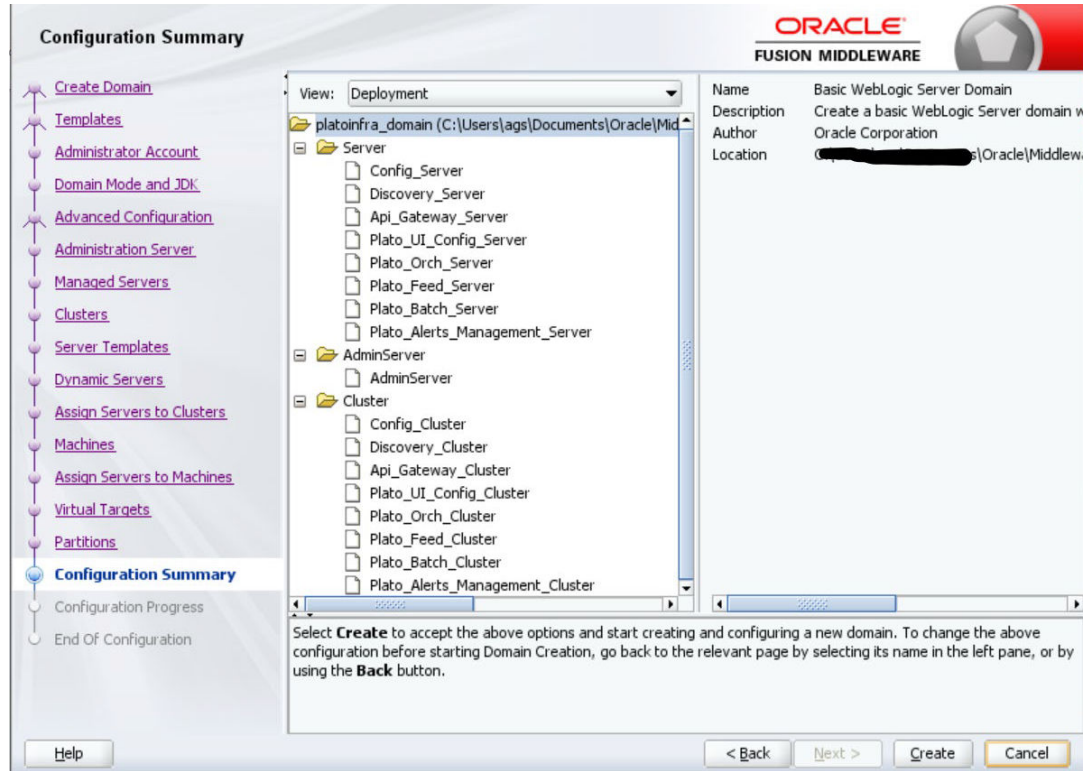 Configuration Summary
ORACLE
FUSION MIDDLEWARE
Create Domain
Templates
Administrator Account
Domain Mode and JDK
Advanced Configuration
Administration Server
Managed Servers
Clusters
Server Templates
Dynamic Servers
Assign Servers to Clusters
Machines
Assign Servers to Machines
Virtual Targets
Partitions
Configuration Summary
Configuration Progress
End Of Configuration
View: Deployment
platoinfra_domain (C:\Users\ags\Documents\Oracle\Mid
Server
Config_Server
Discovery_Server
Api_Gateway_Server
Plato_UI_Config_Server
Plato_Orch_Server
Plato_Feed_Server
Plato_Batch_Server
Plato_Alerts_Management_Server
AdminServer
AdminServer
Cluster
Config_Cluster
Discovery_Cluster
Api_Gateway_Cluster
Plato_UI_Config_Cluster
Plato_Orch_Cluster
Plato_Feed_Cluster
Plato_Batch_Cluster
Plato_Alerts_Management_Cluster
Name Basic WebLogic Server Domain
Description Create a basic WebLogic Server domain w
Author Oracle Corporation
Location s\Oracle\Middlewa
Select Create to accept the above options and start creating and configuring a new domain. To change the above
configuration before starting Domain Creation, go back to the relevant page by selecting its name in the left pane, or by
using the Back button.
Help
< Back
Next >
Create
Cancel